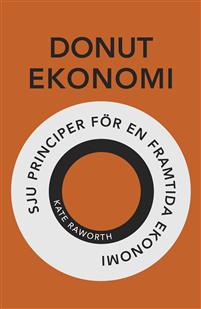 DONUT
EKONOMI
SJU PRINCIPER FÖR EN FRAMTIDA EKONOMI
KATE RAWORTH